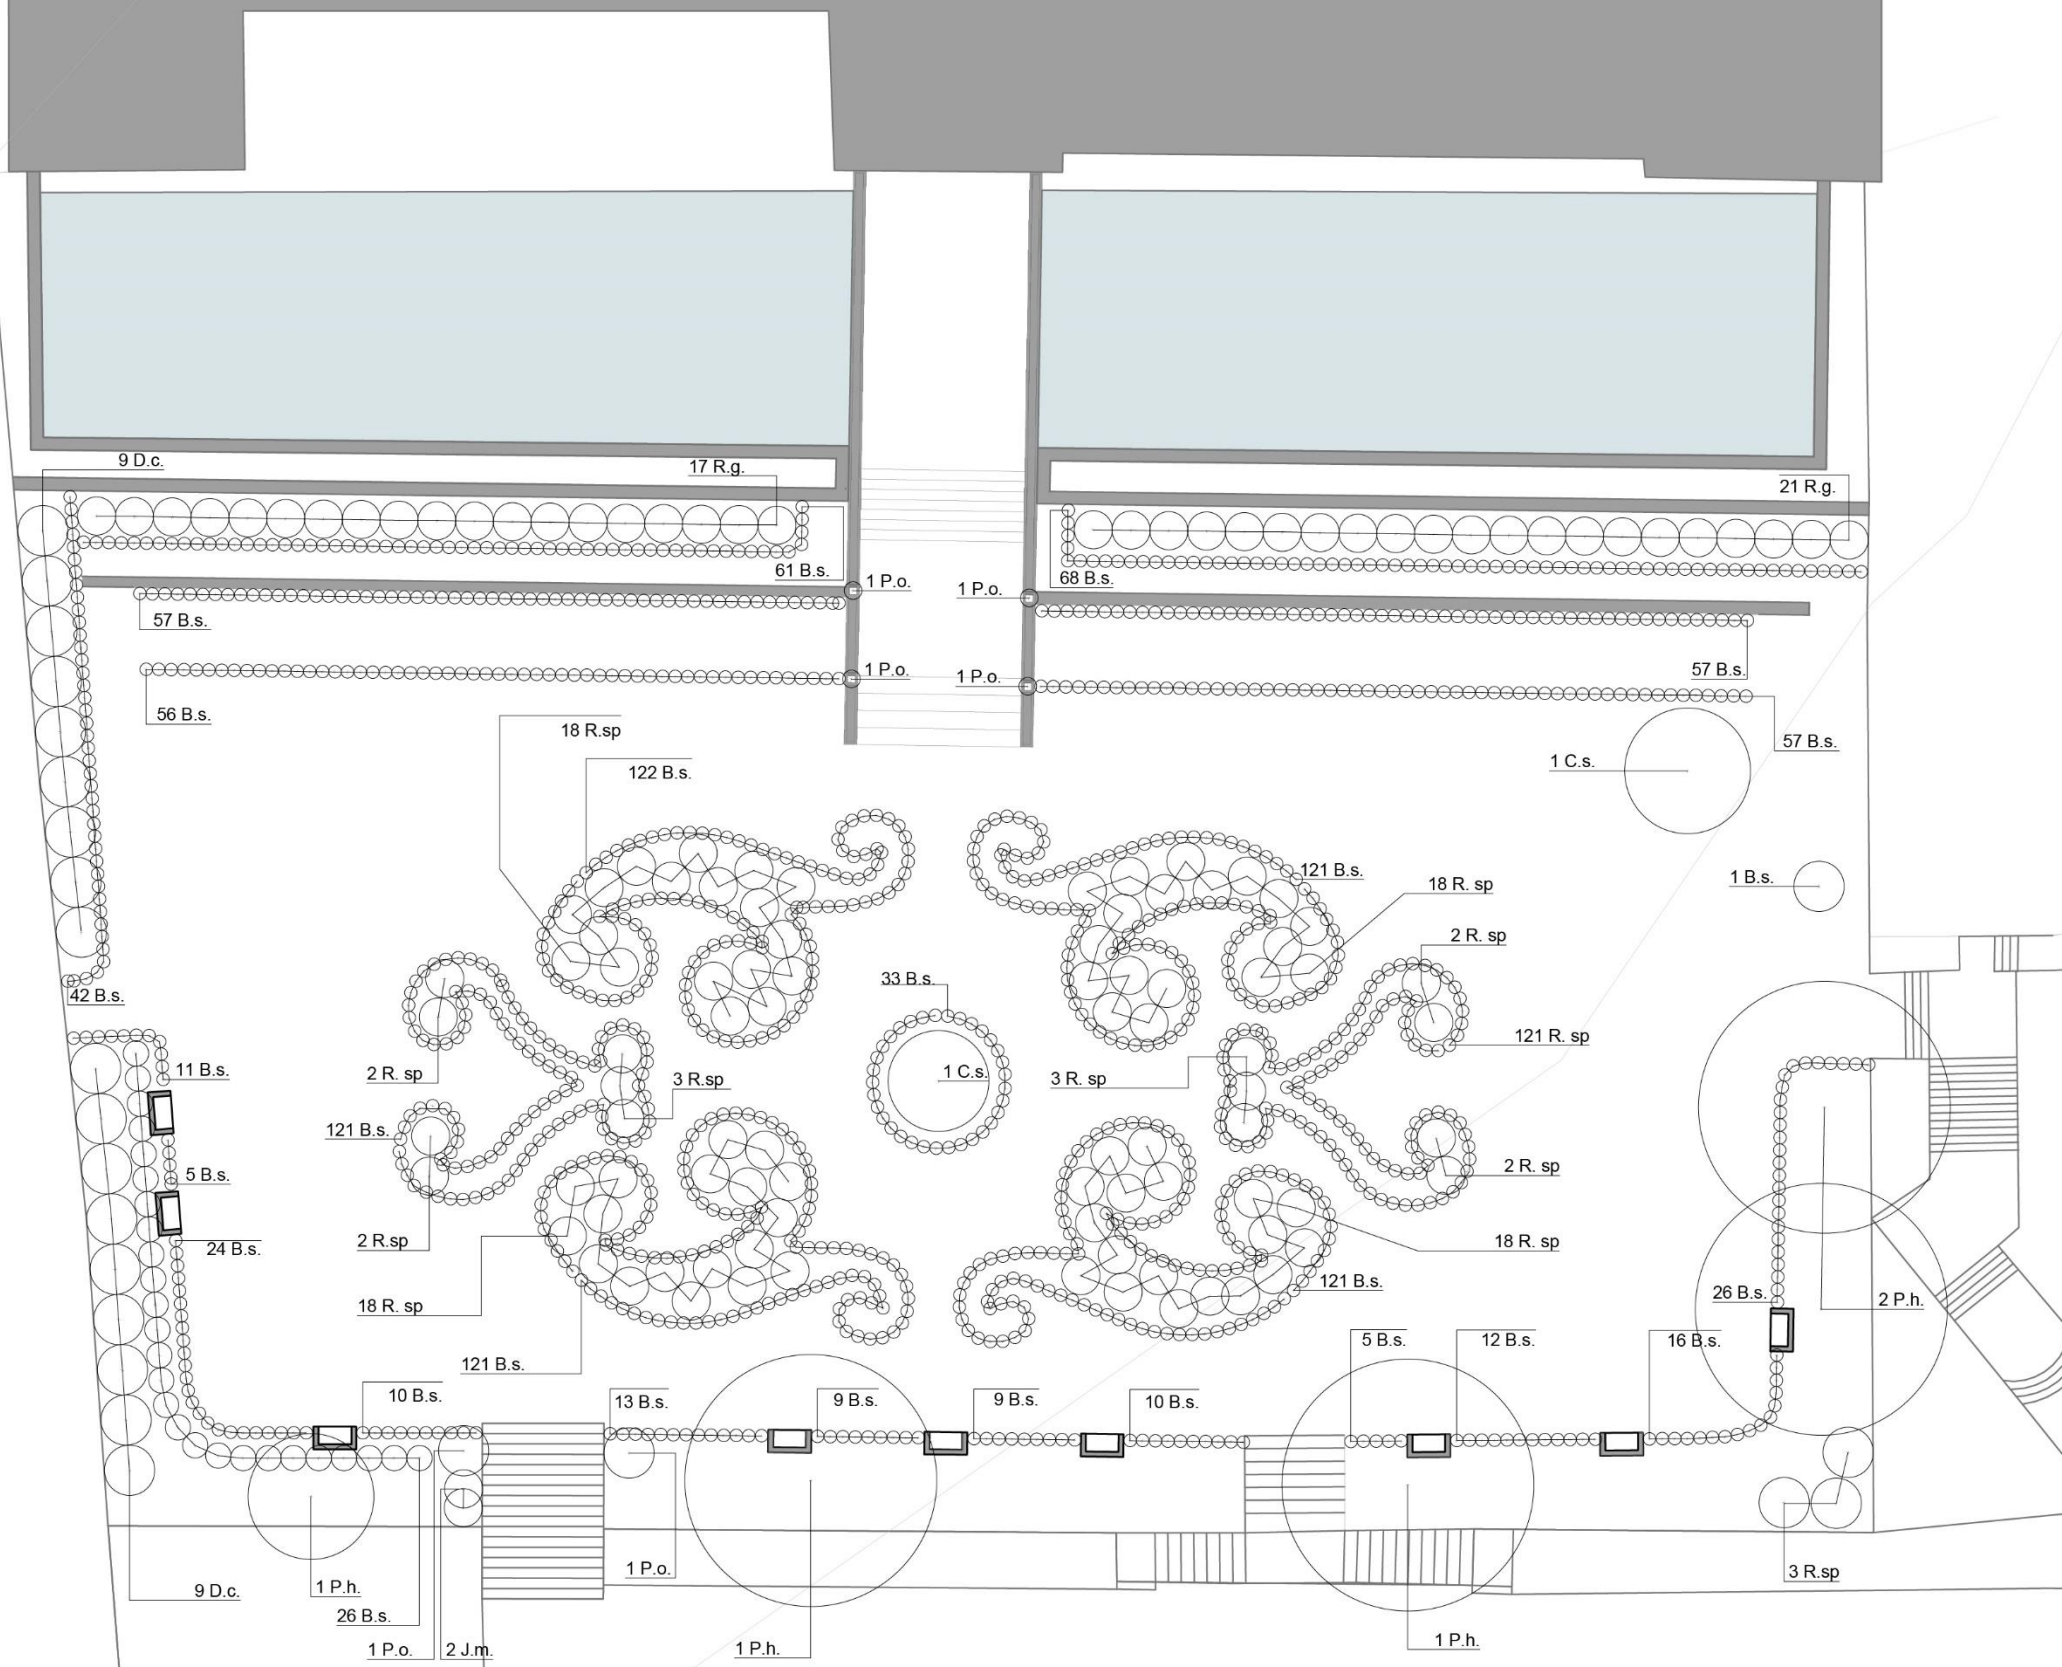 9 D.c.
17 R.g.
21 R.g.
61 B.s.
68 B.s.
1 P.o.
1 P.o.
57 B.s.
1 P.o.
1 P.o.
57 B.s.
56 B.s.
18 R.sp
57 B.s.
122 B.s.
1 C.s.
121 B.s.
18 R. sp
1 B.s.
2 R. sp
33 B.s.
42 B.s.
121 R. sp
11 B.s.
2 R. sp
3 R.sp
1 C.s.
3 R. sp
121 B.s.
5 B.s.
2 R. sp
2 R.sp
24 B.s.
18 R. sp
18 R. sp
121 B.s.
26 B.s.
2 P.h.
121 B.s.
5 B.s.
12 B.s.
16 B.s.
10 B.s.
13 B.s.
9 B.s.
9 B.s.
10 B.s.
1 P.o.
3 R.sp
9 D.c.
1 P.h.
26 B.s.
1 P.o.
2 J.m.
1 P.h.
1 P.h.